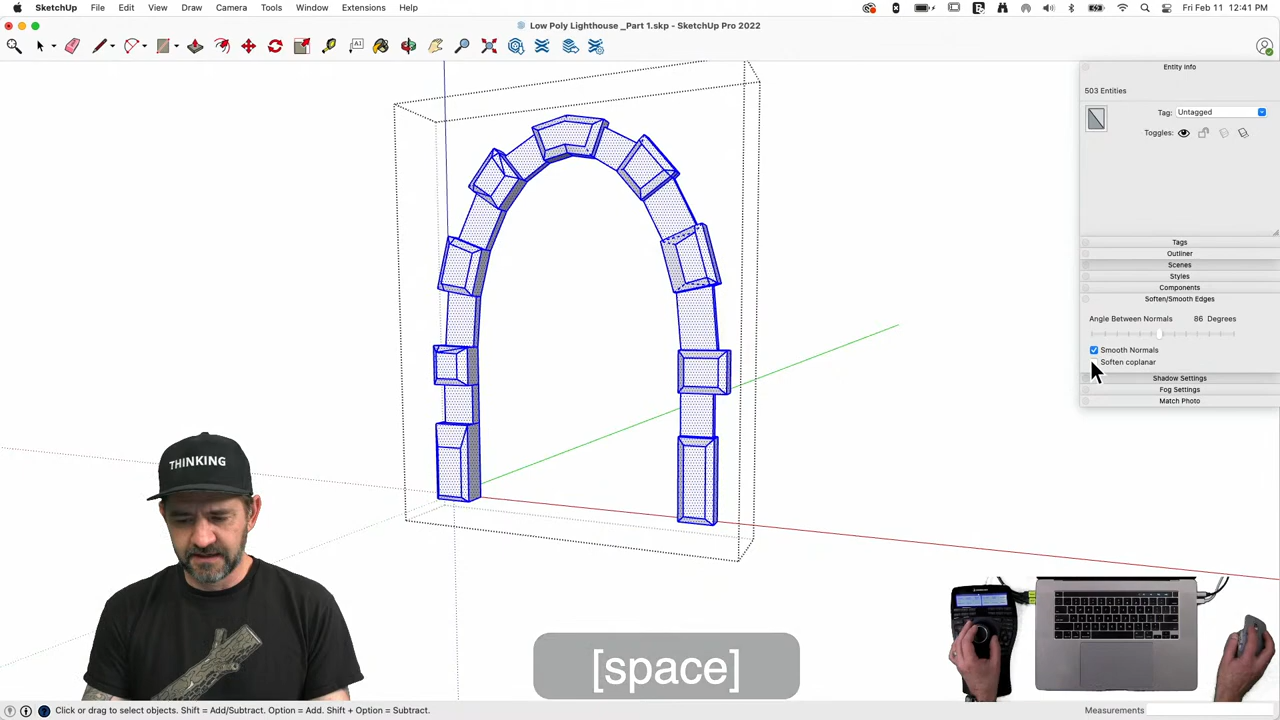 SketchUp File Edit View Draw Camera Tools Window Extensions Help Fri Feb 11 12:41 PM
Low Poly Lighthouse _Part 1.skp - SketchUp Pro 2022
Entity Info
503 Entities
Tag: Untagged
Toggles:
Tags
Outliner
Scenes
Styles
Components
Soften/Smooth Edges
Angle Between Normals 86 Degrees
Smooth Normals
Soften coplanar
Shadow Settings
Fog Settings
Match Photo
THINKING
[space]
Click or drag to select objects. Shift = Add/Subtract. Option = Add. Shift + Option = Subtract.
Measurements